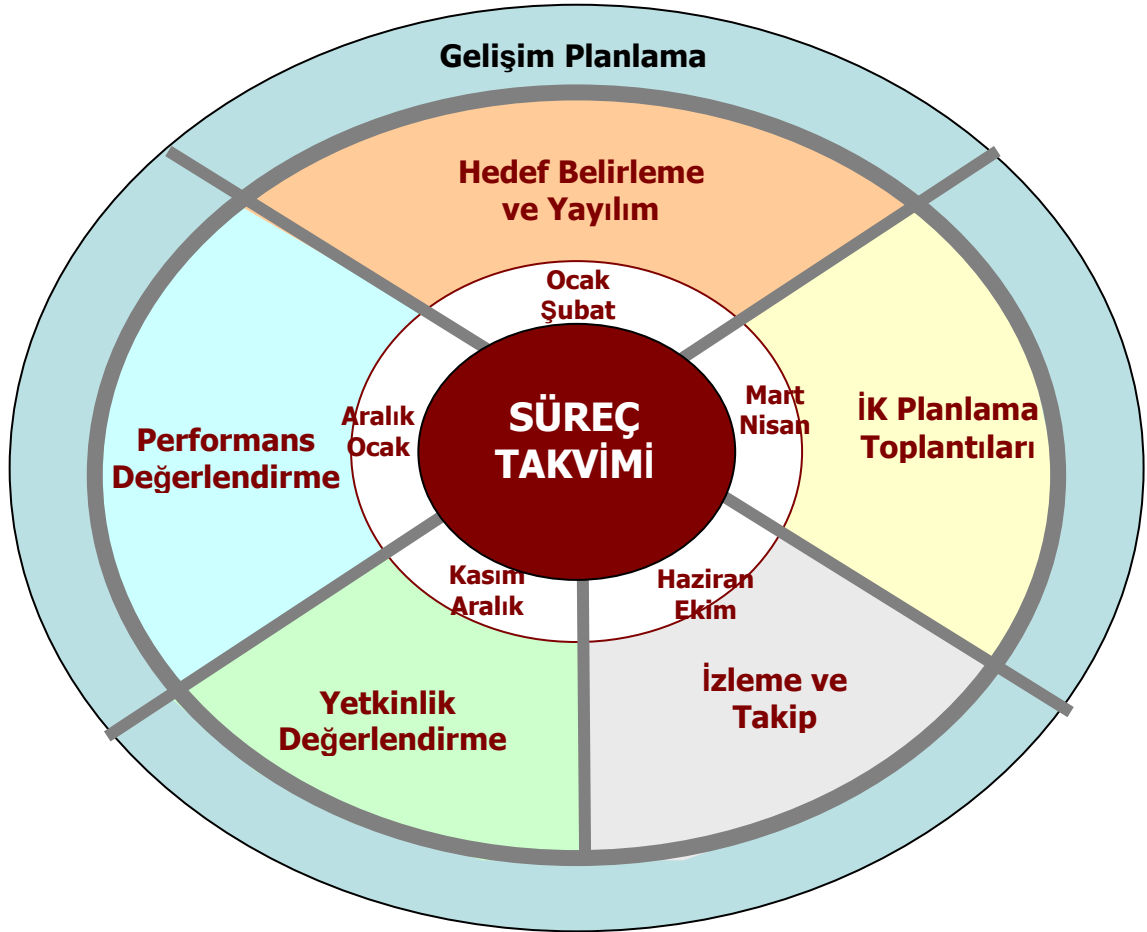 Gelişim Planlama
Hedef Belirleme
ve Yayılım
Ocak
Şubat
Mart
Nisan
İK Planlama
Toplantıları
SÜREÇ
TAKVİMİ
Aralık
Ocak
Performans
Değerlendirme
Kasım
Aralık
Haziran
Ekim
Yetkinlik
Değerlendirme
İzleme ve
Takip